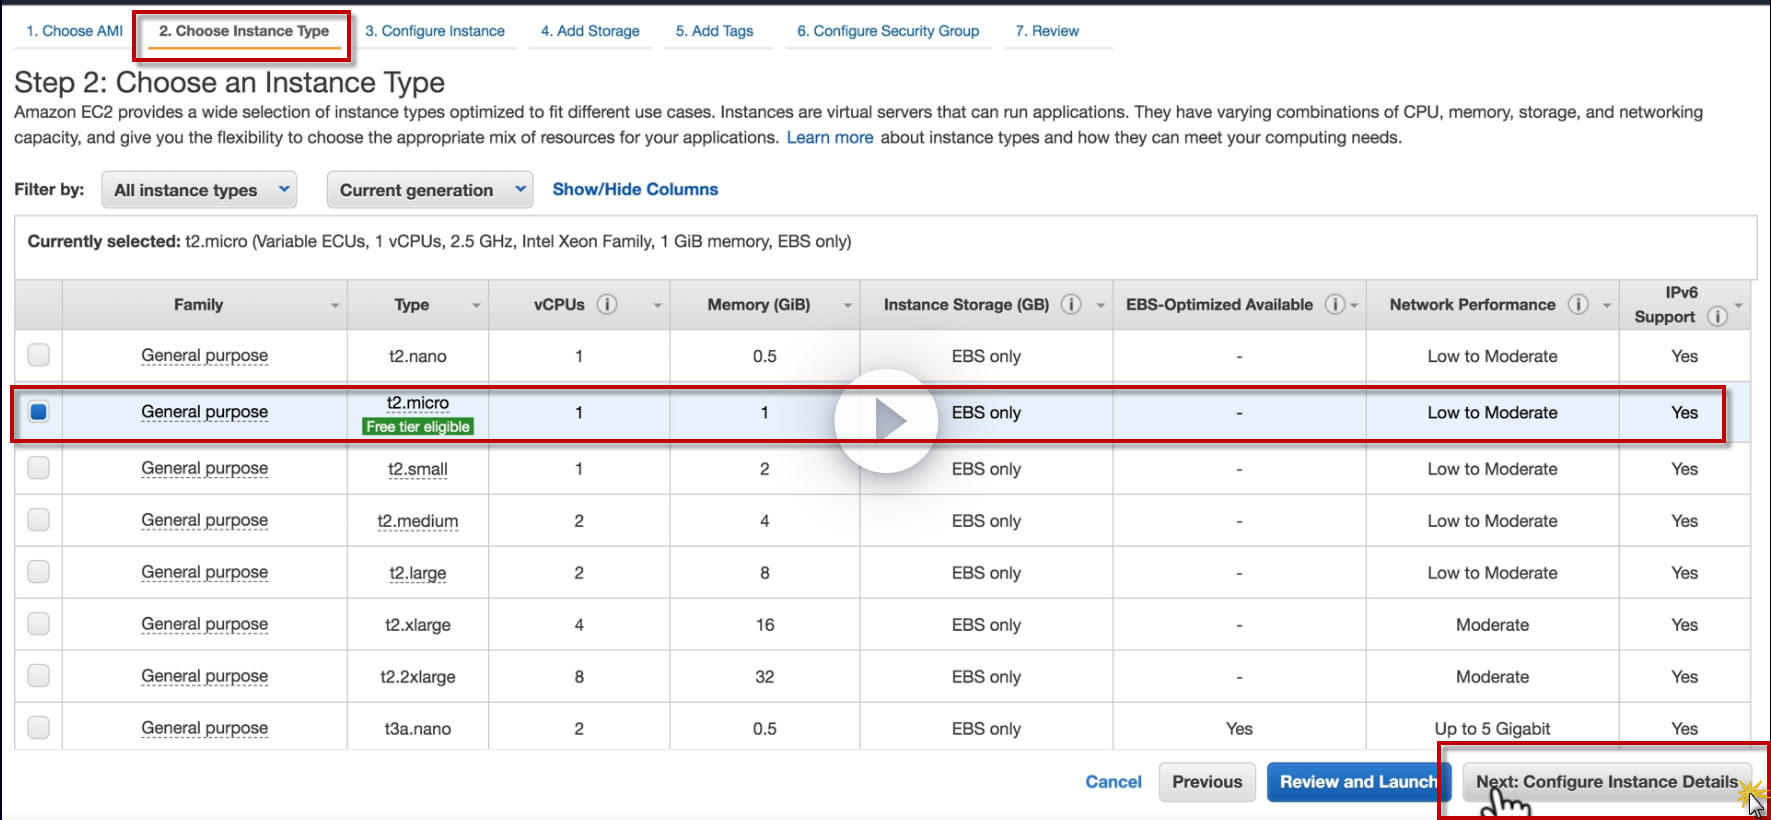 1. Choose AMI 2. Choose Instance Type 3. Configure Instance 4. Add Storage 5. Add Tags 6. Configure Security Group 7. Review
Step 2: Choose an Instance Type
Amazon EC2 provides a wide selection of instance types optimized to fit different use cases. Instances are virtual servers that can run applications. They have varying combinations of CPU, memory, storage, and networking
capacity, and give you the flexibility to choose the appropriate mix of resources for your applications. Learn more about instance types and how they can meet your computing needs.
Filter by: All instance types Current generation Show/Hide Columns
Currently selected: t2.micro (Variable ECUs, 1 vCPUs, 2.5 GHz, Intel Xeon Family, 1 GiB memory, EBS only)
Family Type vCPUs i Memory (GiB) Instance Storage (GB) i EBS-Optimized Available i Network Performance i IPv6 Support i
General purpose t2.nano 1 0.5 EBS only - Low to Moderate Yes
General purpose t2.micro Free tier eligible 1 1 EBS only - Low to Moderate Yes
General purpose t2.small 1 2 EBS only - Low to Moderate Yes
General purpose t2.medium 2 4 EBS only - Low to Moderate Yes
General purpose t2.large 2 8 EBS only - Low to Moderate Yes
General purpose t2.xlarge 4 16 EBS only - Moderate Yes
General purpose t2.2xlarge 8 32 EBS only - Moderate Yes
General purpose t3a.nano 2 0.5 EBS only Yes Up to 5 Gigabit Yes
Cancel Previous Review and Launch Next: Configure Instance Details